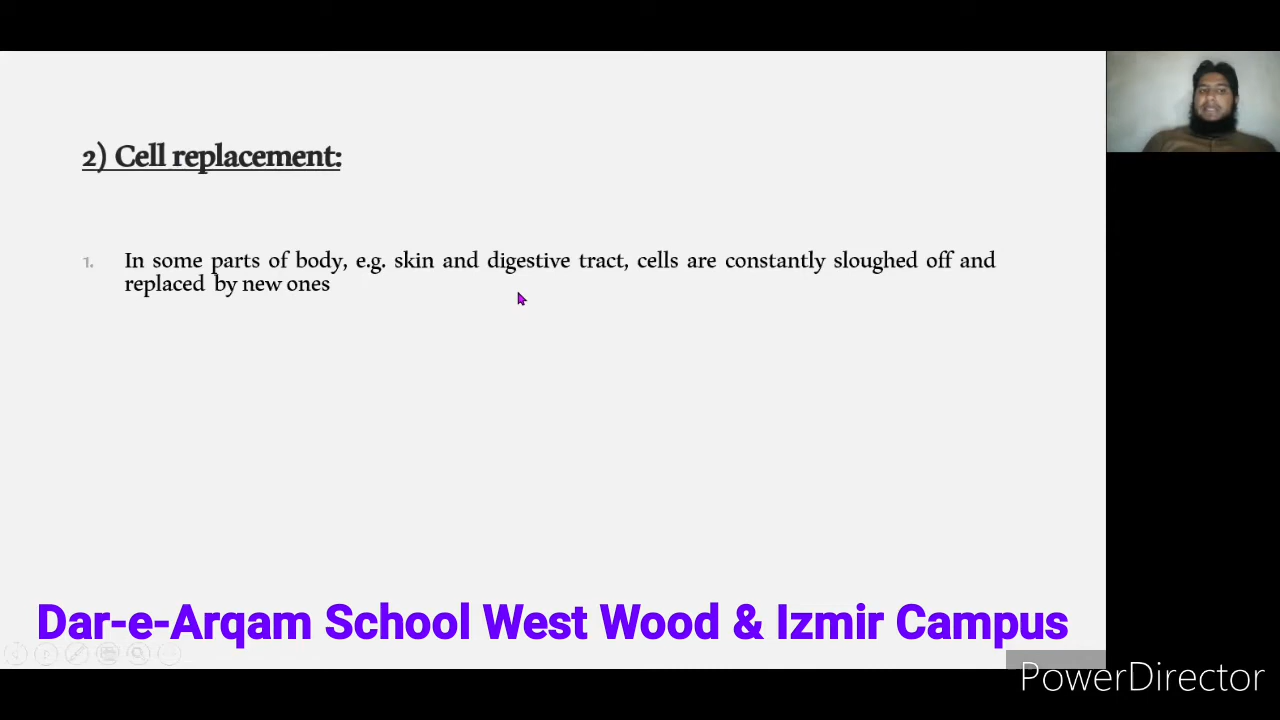 2) Cell replacement:
1. In some parts of body, e.g. skin and digestive tract, cells are constantly sloughed off and
replaced by new ones
Dar-e-Arqam School West Wood & Izmir Campus
PowerDirector